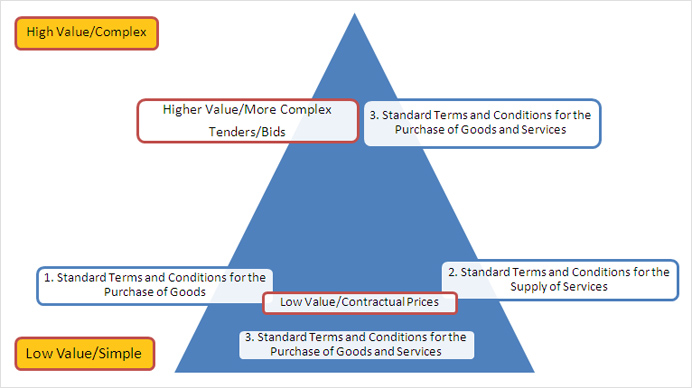 High Value/Complex
Higher Value/More Complex
Tenders/Bids
3. Standard Terms and Conditions for the
Purchase of Goods and Services
1. Standard Terms and Conditions for the
Purchase of Goods
2. Standard Terms and Conditions for the
Supply of Services
Low Value/Contractual Prices
Low Value/Simple
3. Standard Terms and Conditions for the
Purchase of Goods and Services